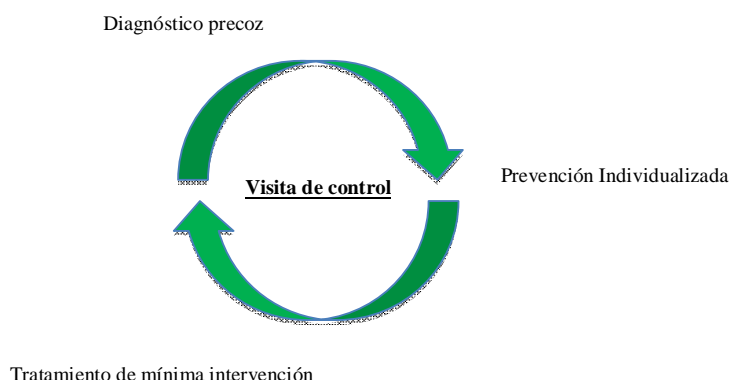 Diagnóstico precoz
Prevención Individualizada
Visita de control
Tratamiento de mínima intervención